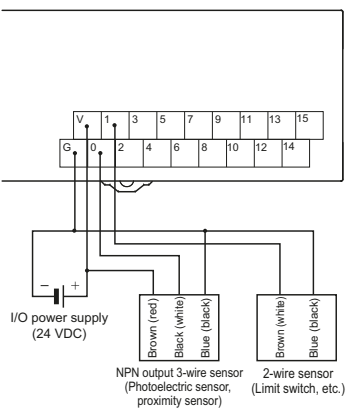 V 1 3 5 7 9 11 13 15
G 0 2 4 6 8 10 12 14
− +
I/O power supply
(24 VDC)
Brown (red)
Black (white)
Blue (black)
Brown (white)
Blue (black)
NPN output 3-wire sensor
(Photoelectric sensor,
proximity sensor)
2-wire sensor
(Limit switch, etc.)